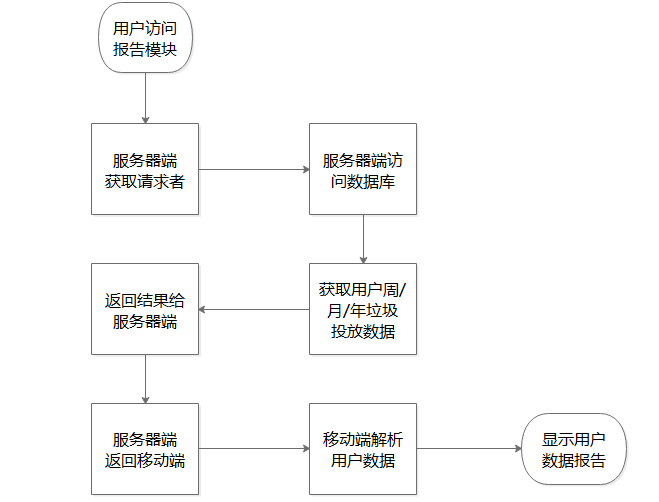 用户访问
报告模块
服务器端
获取请求者
服务器端访
问数据库
获取用户周/
月/年垃圾
投放数据
返回结果给
服务器端
服务器端
返回移动端
移动端解析
用户数据
显示用户
数据报告